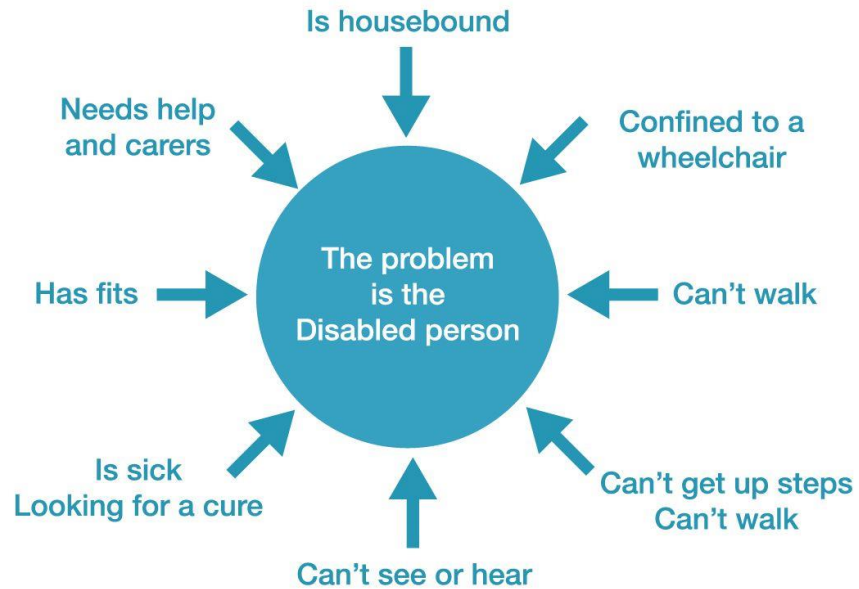 Is housebound
Needs help
and carers
Confined to a
wheelchair
The problem
is the
Disabled person
Has fits
Can't walk
Is sick
Looking for a cure
Can't get up steps
Can't walk
Can't see or hear